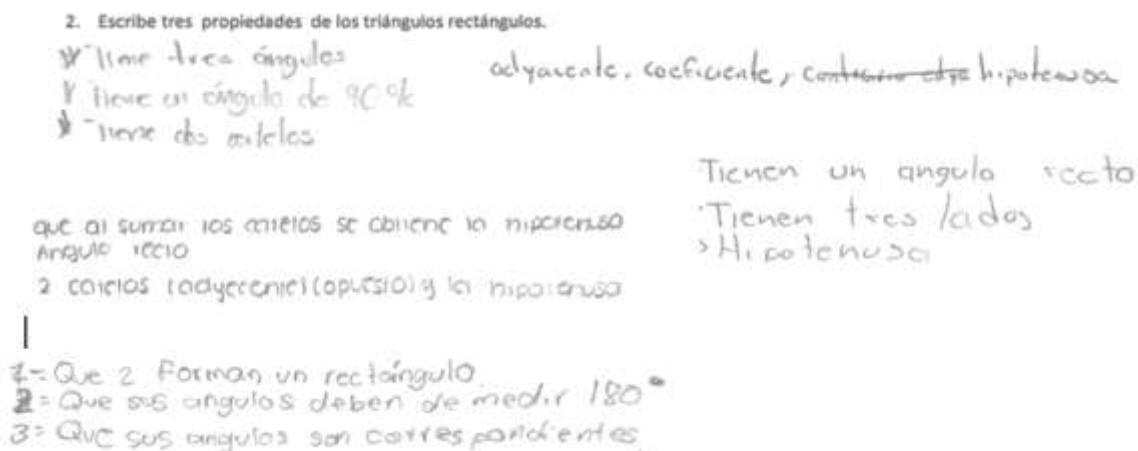 2. Escribe tres propiedades de los triángulos rectángulos.
Tiene tres ángulos
Tiene un ángulo de 90%
Tiene dos catetos
adyacente, coeficiente, contrario hipotenusa
Tienen un angulo recto
Tienen tres lados
Hipotenusa
que al sumar los catetos se obtiene la hipotenusa
Angulo recto
2 catetos (adyecente) (opuesto) y la hipotenusa
1- Que 2 Forman un rectángulo
2= Que sus angulos deben de medir 180°
3= Que sus angulos son correspondientes